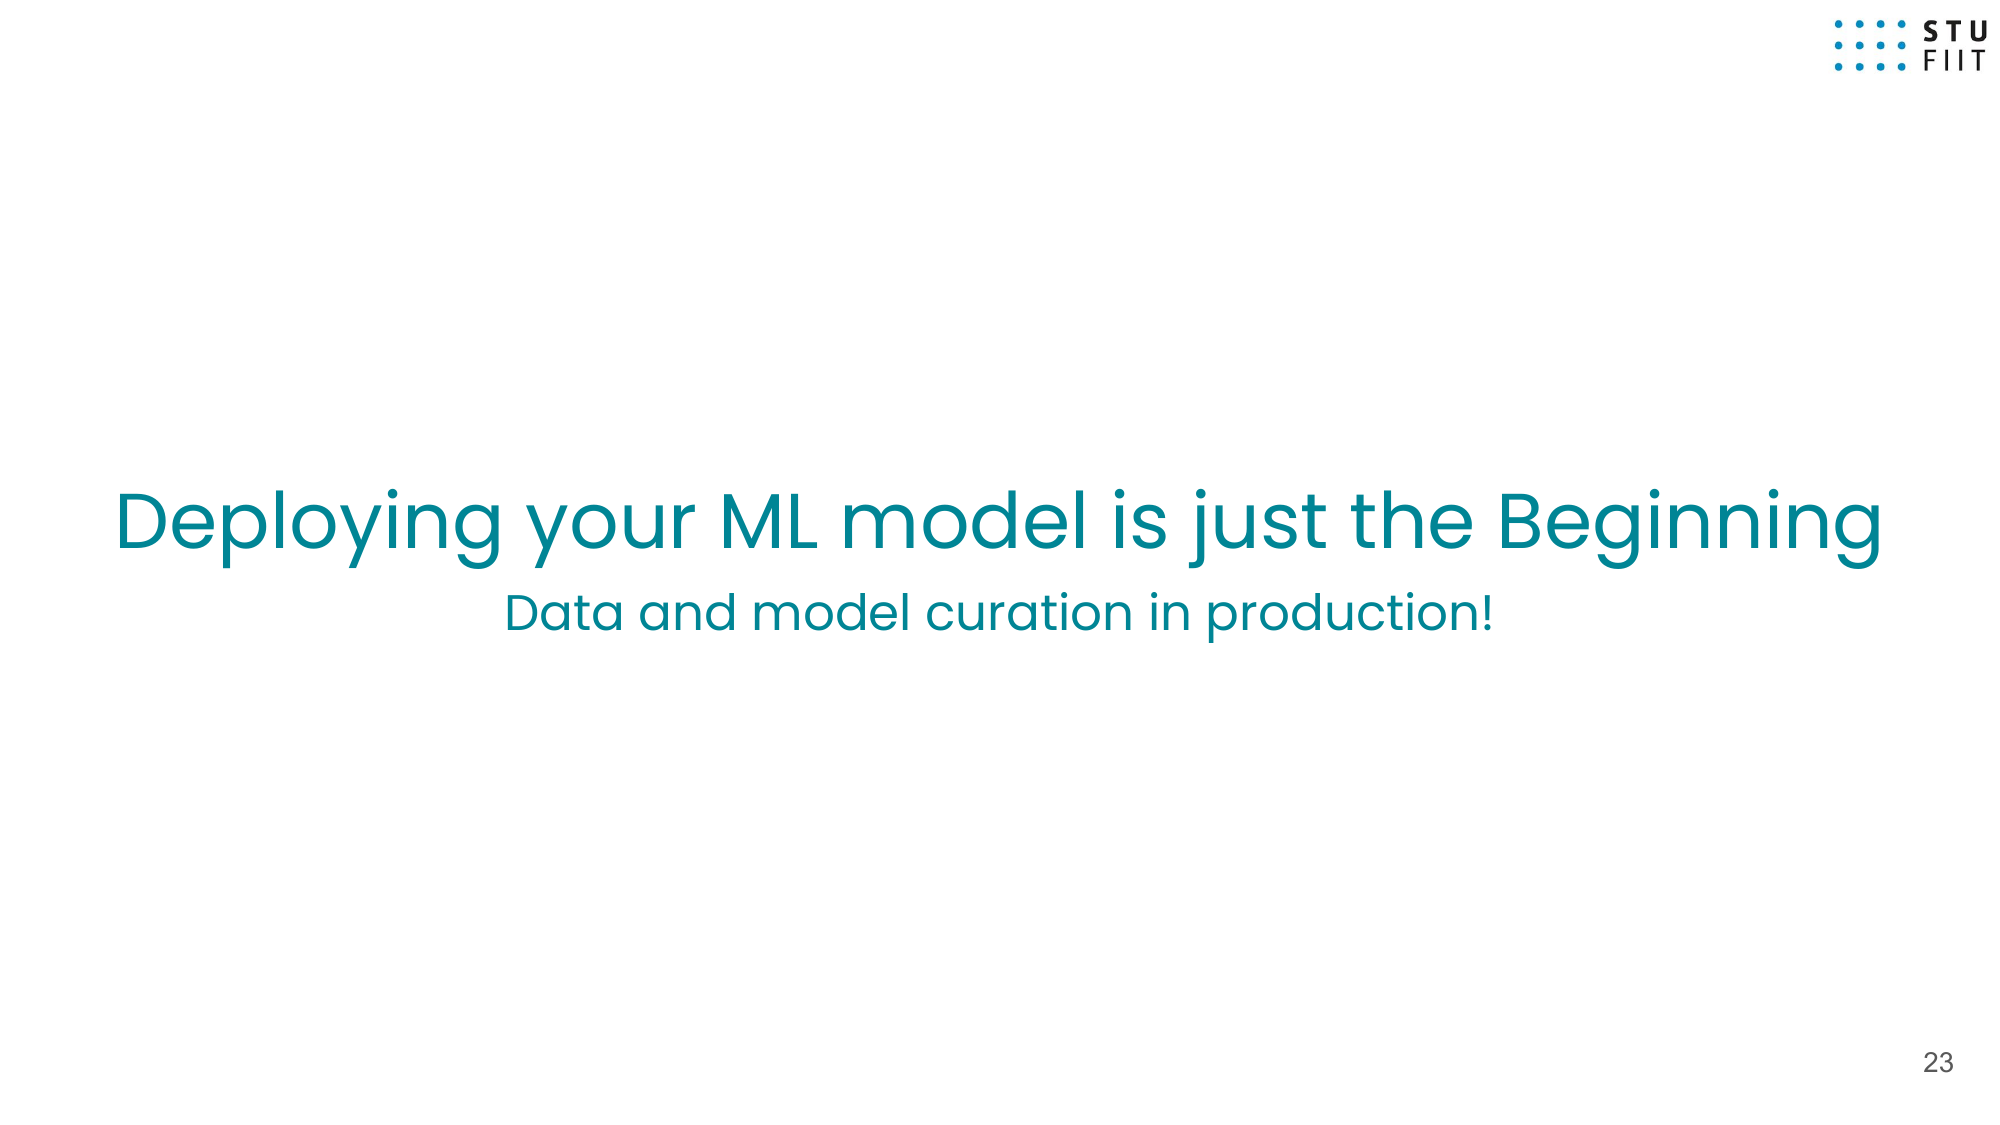 STU
FIIT
Deploying your ML model is just the Beginning
Data and model curation in production!
23